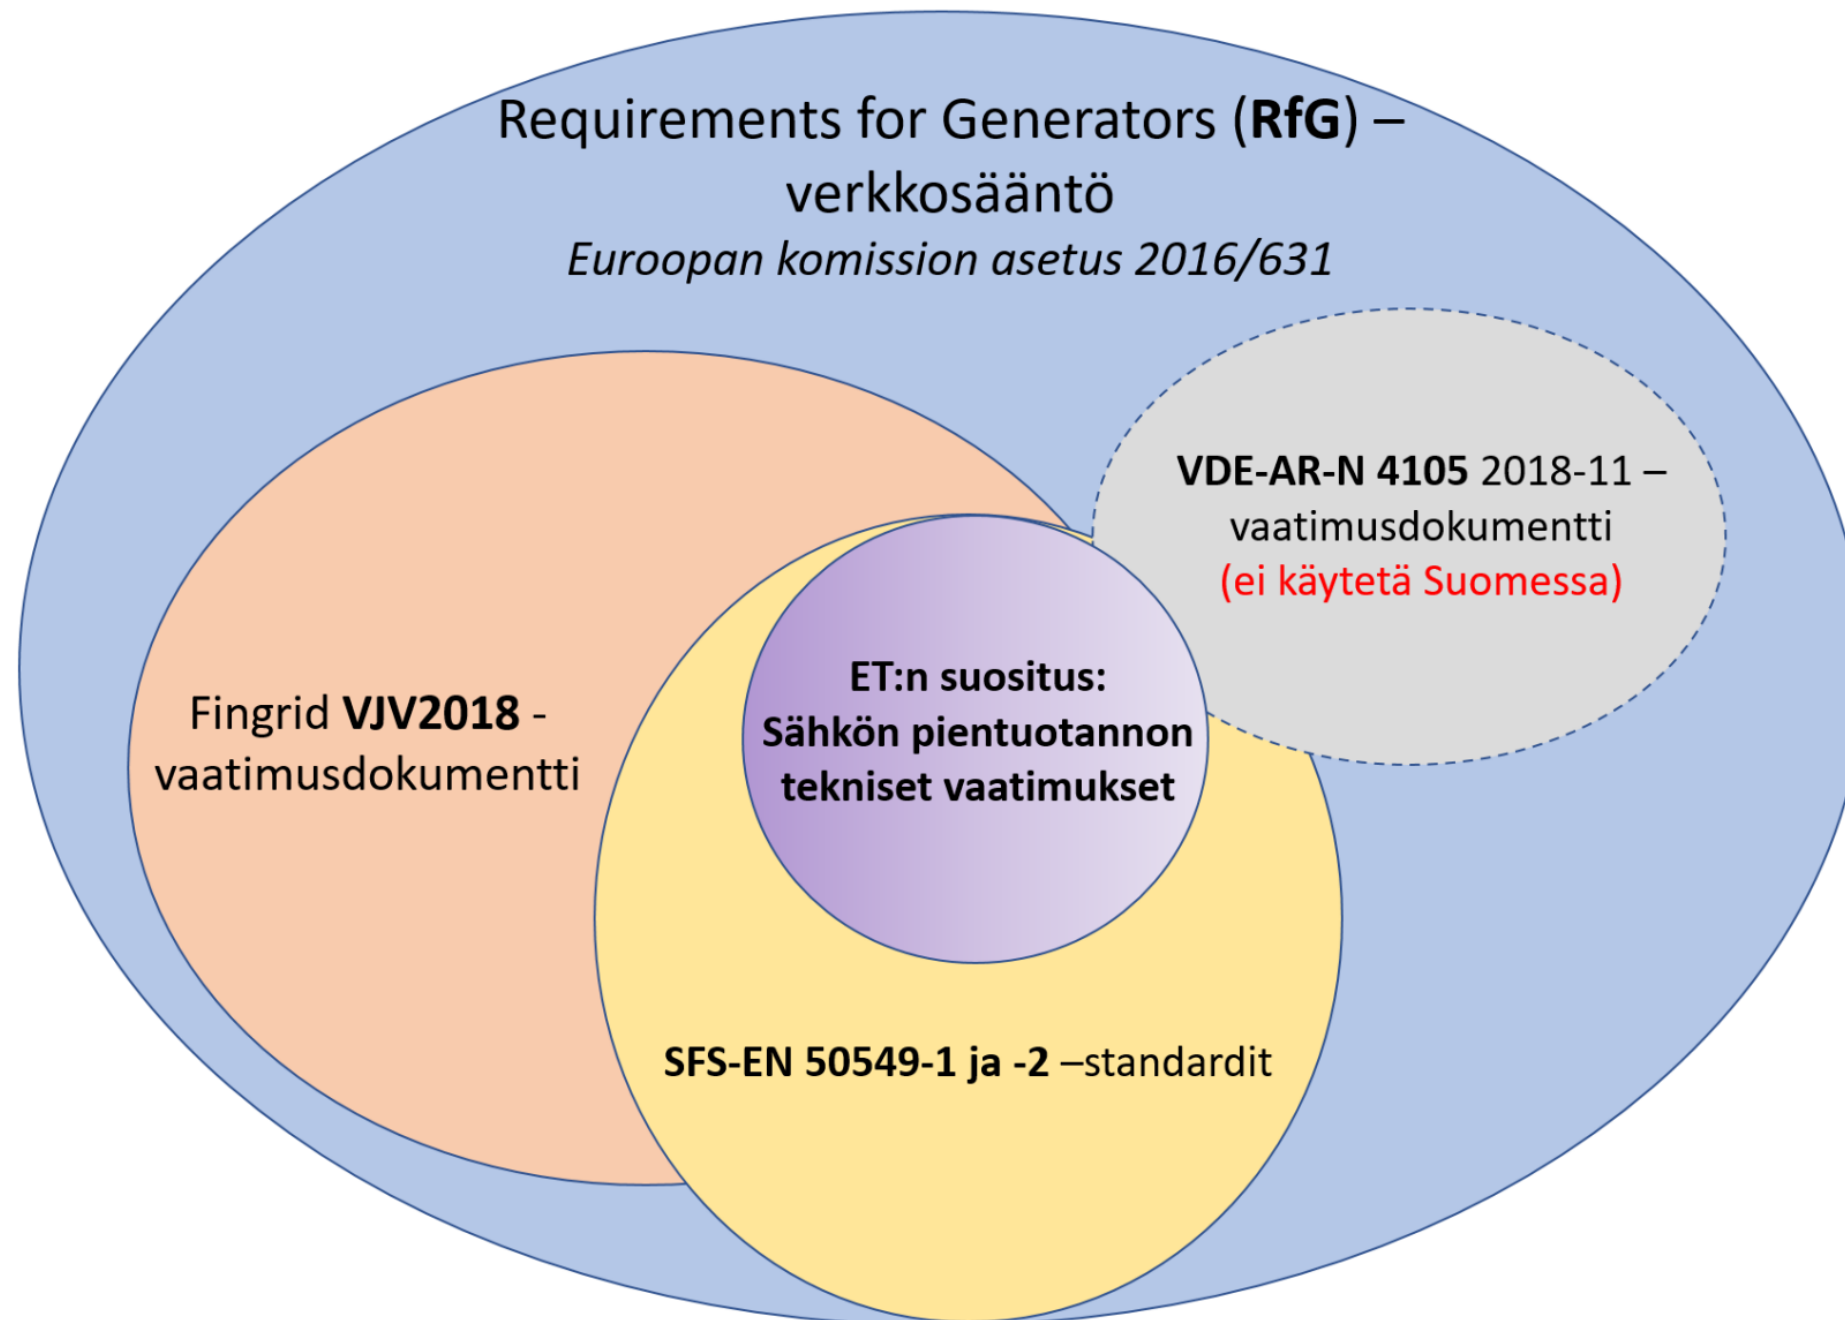 Requirements for Generators (RfG) –
verkkosääntö
Euroopan komission asetus 2016/631
VDE-AR-N 4105 2018-11 –
vaatimusdokumentti
(ei käytetä Suomessa)
ET:n suositus:
Sähkön pientuotannon
tekniset vaatimukset
Fingrid VJV2018 -
vaatimusdokumentti
SFS-EN 50549-1 ja -2 –standardit